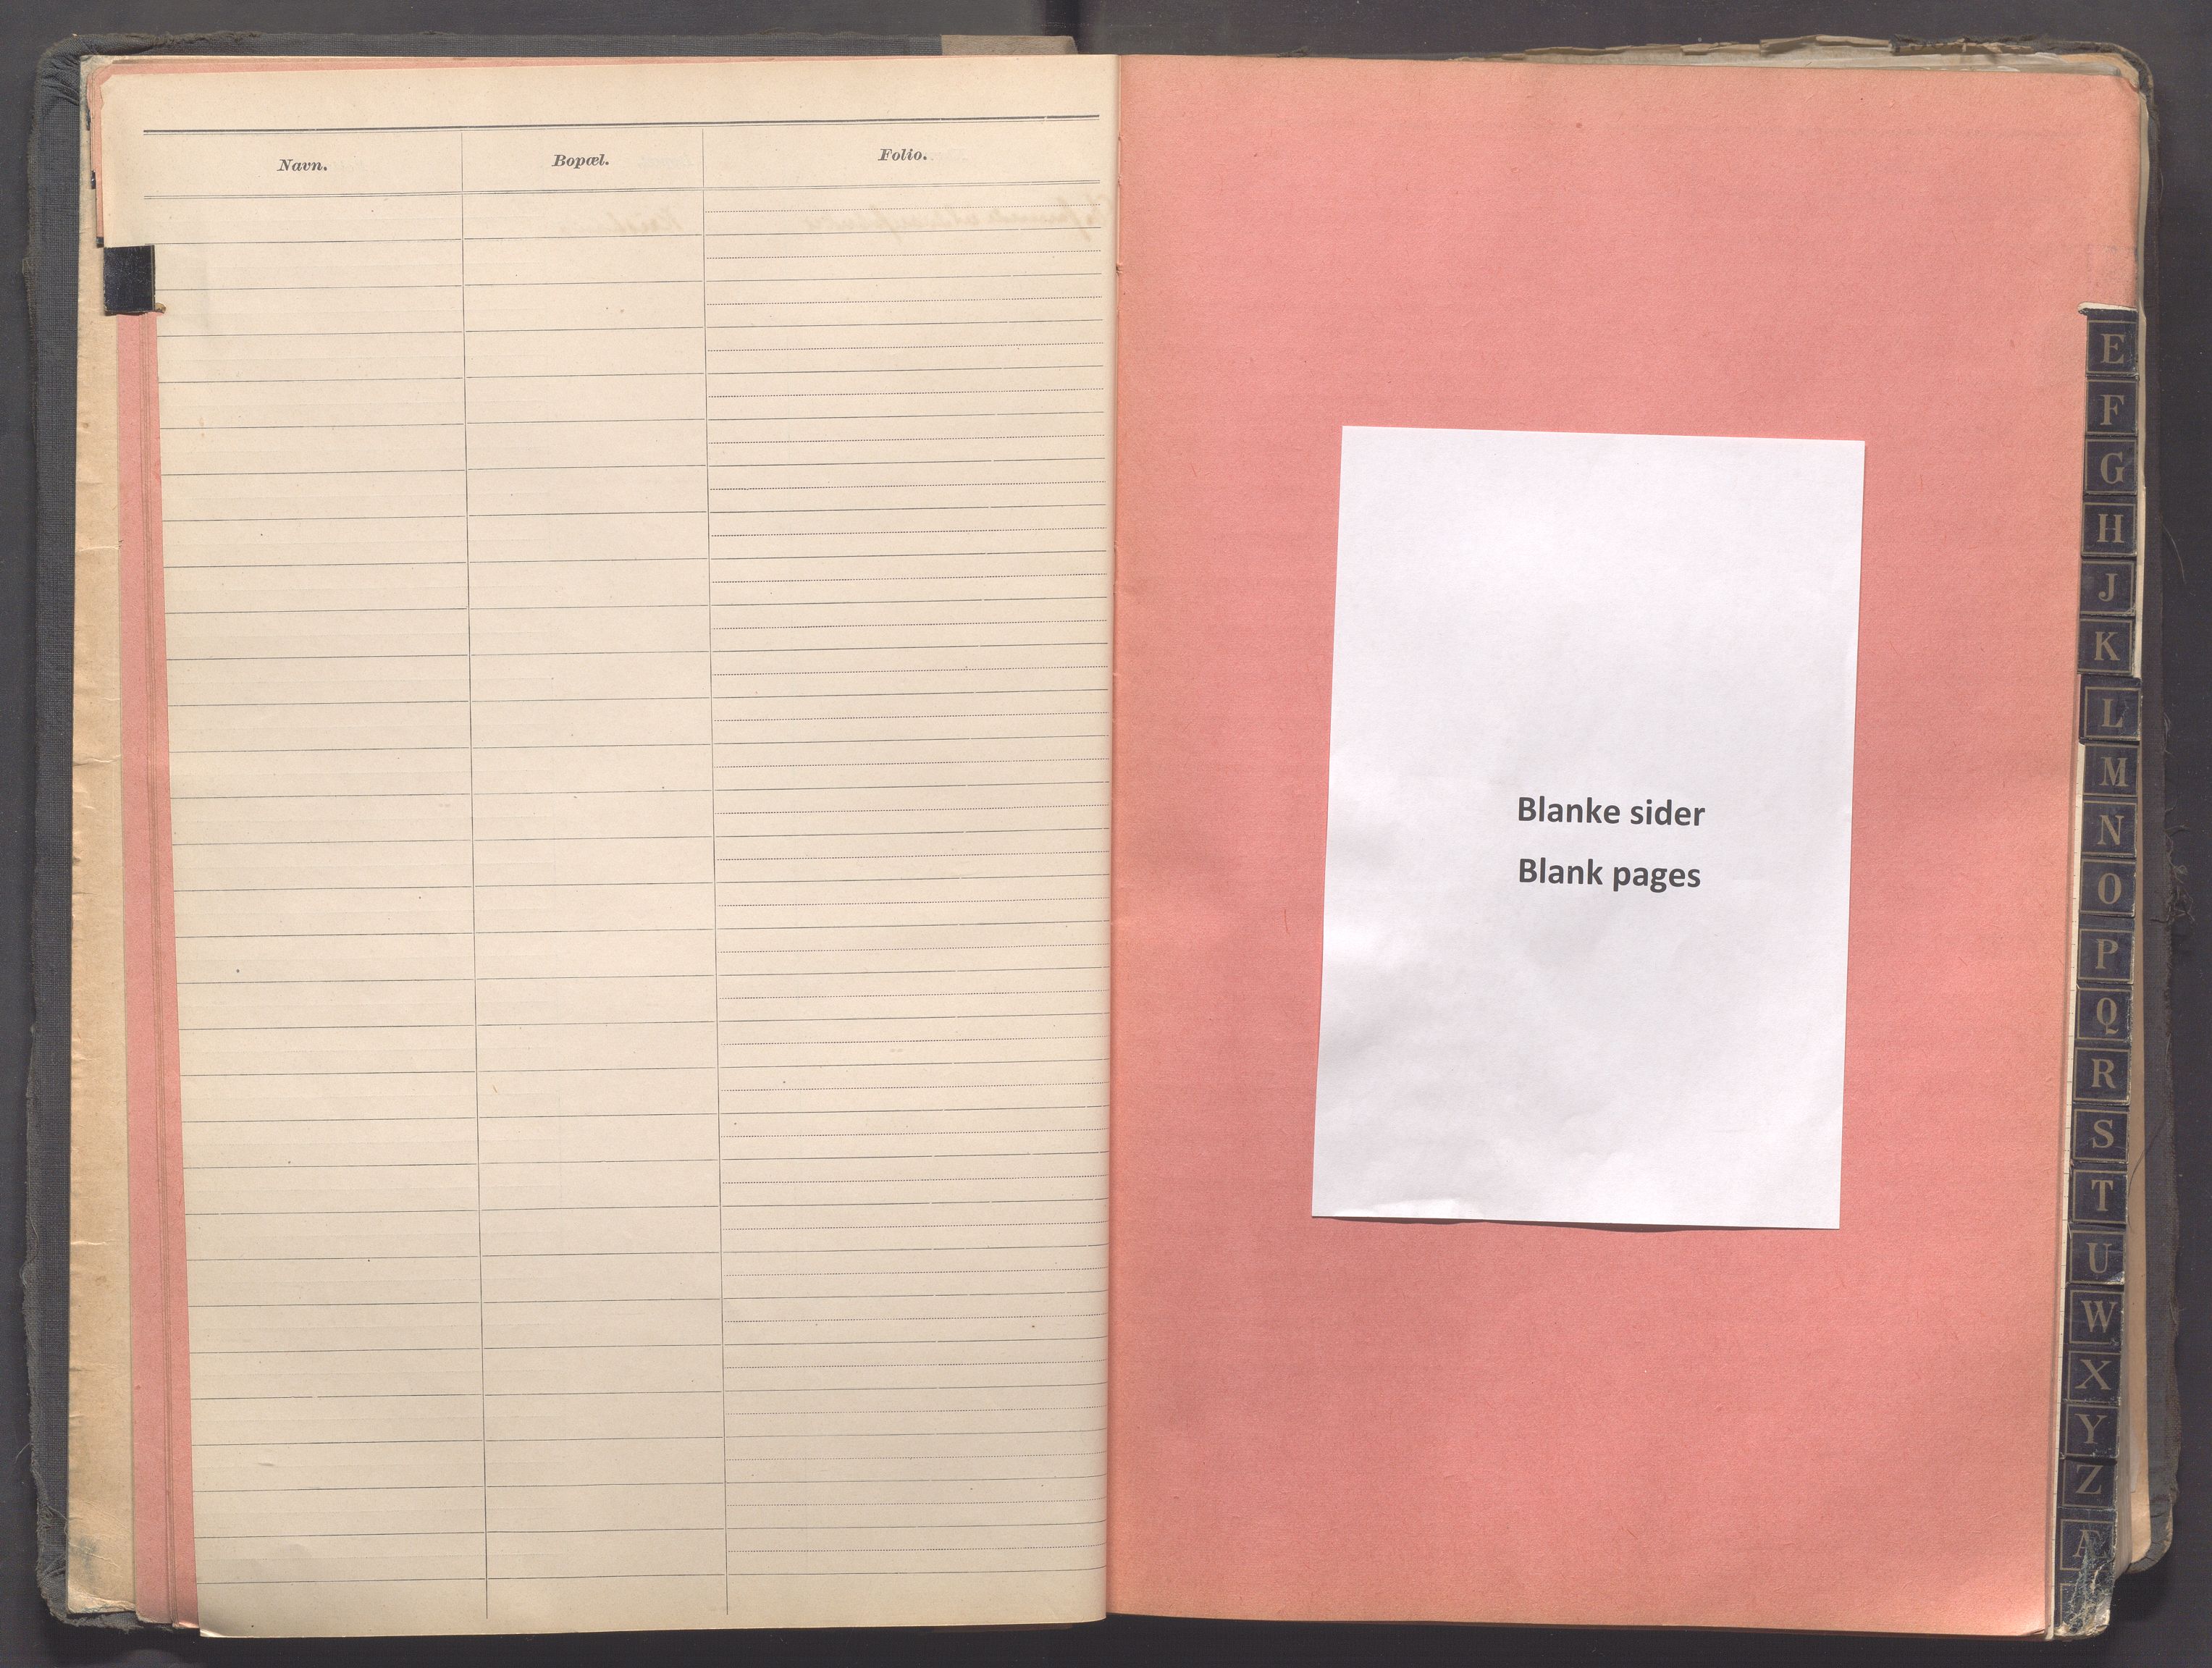 Navn. Bopæl. Folio.
Blanke sider
Blank pages
E
F
G
H
J
K
L
M
N
O
P
Q
R
S
T
U
W
X
Y
Z
Æ